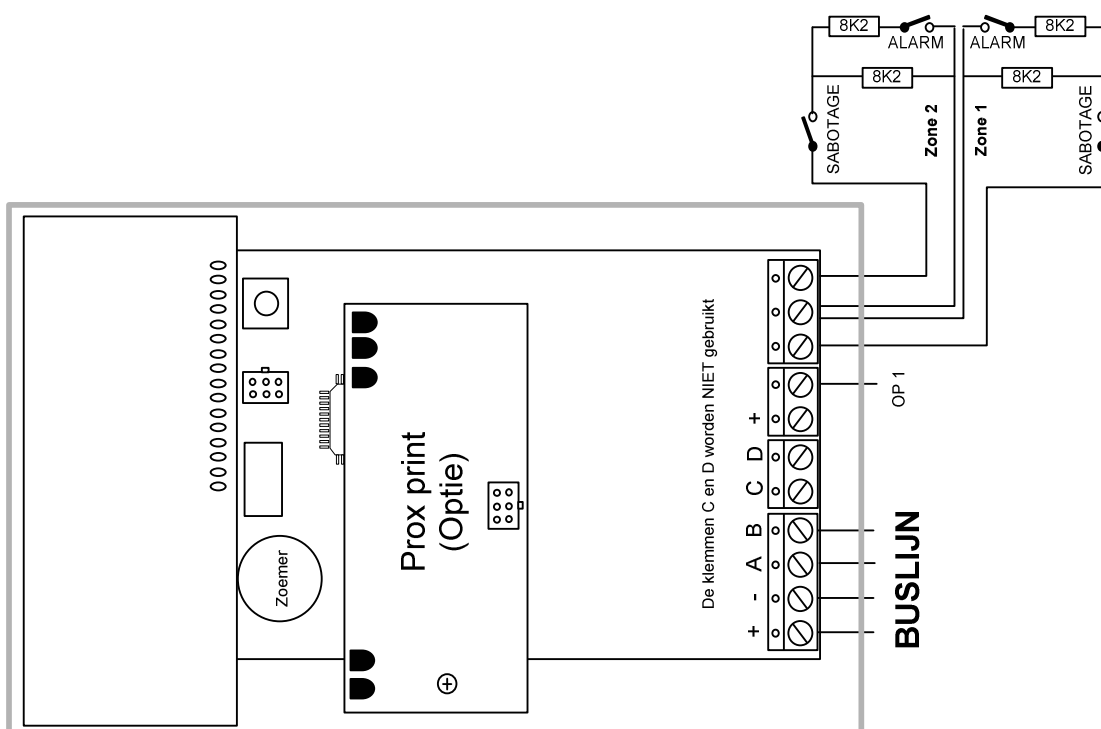 8K2
ALARM
ALARM
8K2
8K2
8K2
SABOTAGE
Zone 2
Zone 1
SABOTAGE
De klemmen C en D worden NIET gebruikt
OP 1
+
D
C
B
A
-
+
BUSLIJN
Prox print
(Optie)
Zoemer